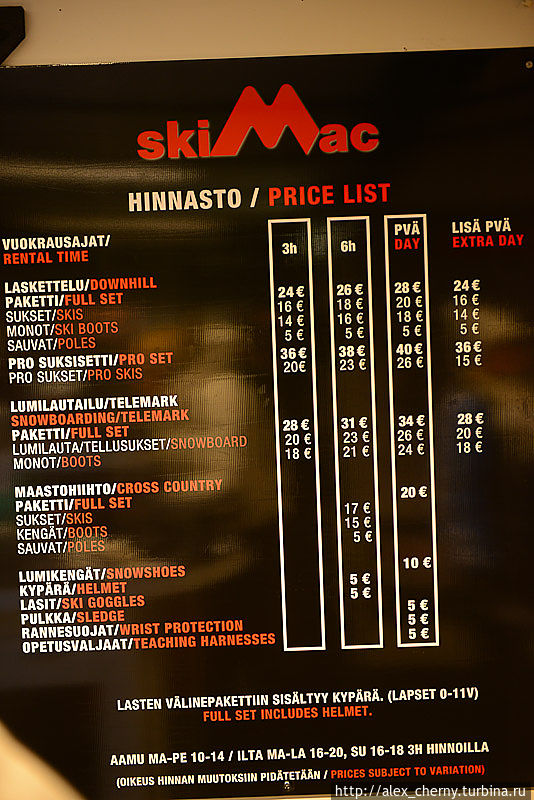 skiMac
HINNASTO / PRICE LIST
VUOKRAUSAJAT/
RENTAL TIME
3h 6h PVÄ LISÄ PVÄ
DAY EXTRA DAY
LASKETTELU/DOWNHILL
PAKETTI/FULL SET 24 € 26 € 28 € 24 €
SUKSET/SKIS 16 € 18 € 20 € 16 €
MONOT/SKI BOOTS 14 € 16 € 18 € 14 €
SAUVAT/POLES 5 € 5 € 5 € 5 €
PRO SUKSISETTI/PRO SET 36 € 38 € 40 € 36 €
PRO SUKSET/PRO SKIS 20€ 23 € 26 € 15 €
LUMILAUTAILU/TELEMARK
SNOWBOARDING/TELEMARK
PAKETTI/FULL SET 28 € 31 € 34 € 28 €
LUMILAUTA/TELLUSUKSET/SNOWBOARD 20 € 23 € 26 € 20 €
MONOT/BOOTS 18 € 21 € 24 € 18 €
MAASTOHIIHTO/CROSS COUNTRY
PAKETTI/FULL SET 20 €
SUKSET/SKIS 17 €
KENGÄT/BOOTS 15 €
SAUVAT/POLES 5 €
LUMIKENGÄT/SNOWSHOES 10 €
KYPÄRÄ/HELMET 5 €
LASIT/SKI GOGGLES 5 €
PULKKA/SLEDGE 5 €
RANNESUOJAT/WRIST PROTECTION 5 €
OPETUSVALJAAT/TEACHING HARNESSES 5 €
LASTEN VÄLINEPAKETTIIN SISÄLTYY KYPÄRÄ. (LAPSET 0-11V)
FULL SET INCLUDES HELMET.
AAMU MA-PE 10-14 / ILTA MA-LA 16-20, SU 16-18 3H HINNOILLA
(OIKEUS HINNAN MUUTOKSIIN PIDÄTETÄÄN / PRICES SUBJECT TO VARIATION)
http://alex_cherny.turbina.ru